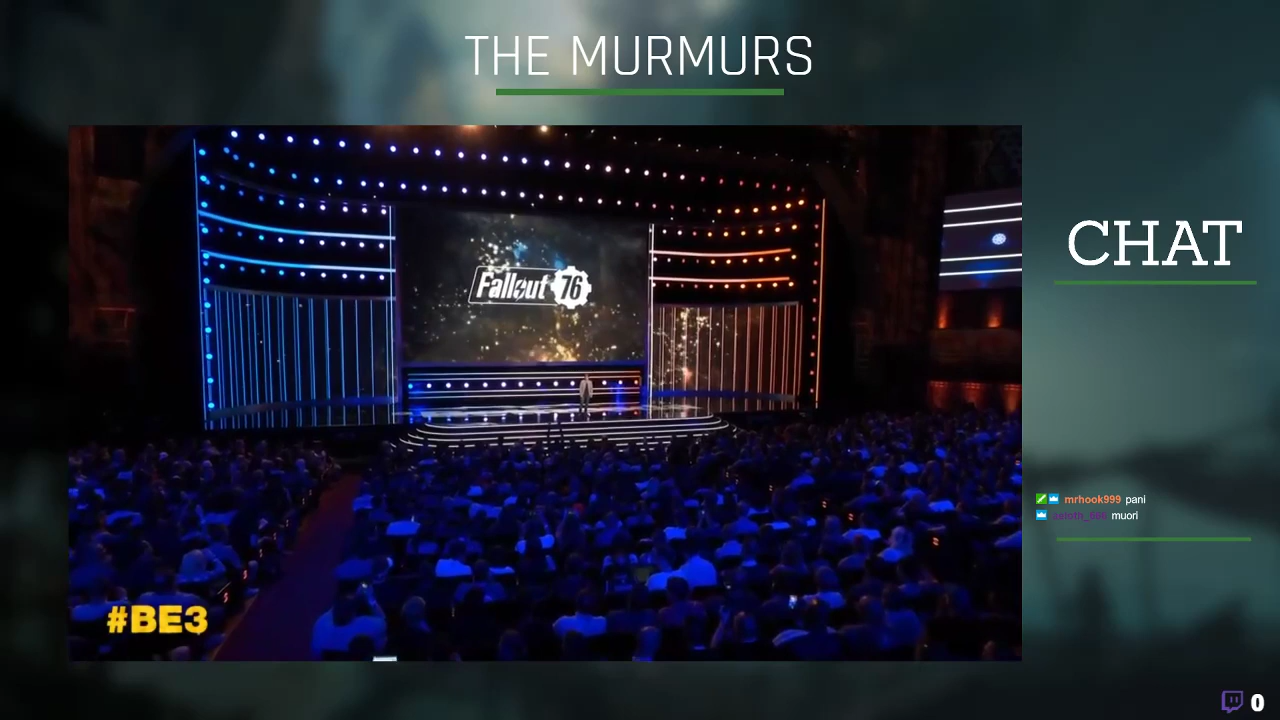 THE MURMURS
Fallout 76
CHAT
mrhook999 pani
muori
#BE3
0